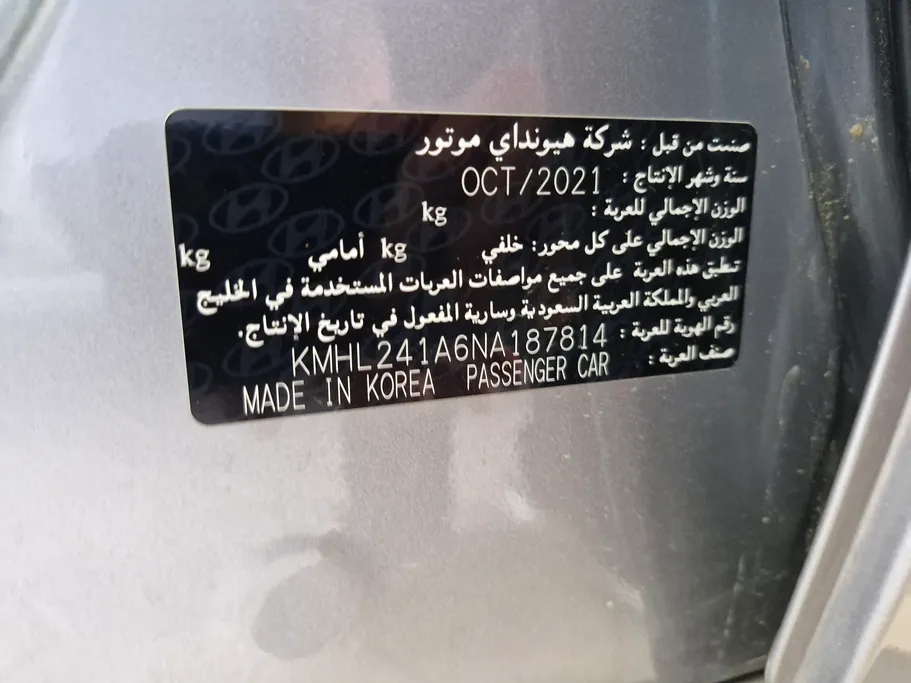 صنعت من قبل : شركة هيونداي موتور
سنة وشهر الإنتاج : OCT/2021
الوزن الإجمالي للعربة : kg
الوزن الإجمالي على كل محور: خلفي kg أمامي kg
تطبق هذه العربة على جميع مواصفات العربات المستخدمة في الخليج
العربي والمملكة العربية السعودية وسارية المفعول في تاريخ الإنتاج.
رقم الهوية للعربة : KMHL241A6NA187814
صنف العربة : PASSENGER CAR MADE IN KOREA